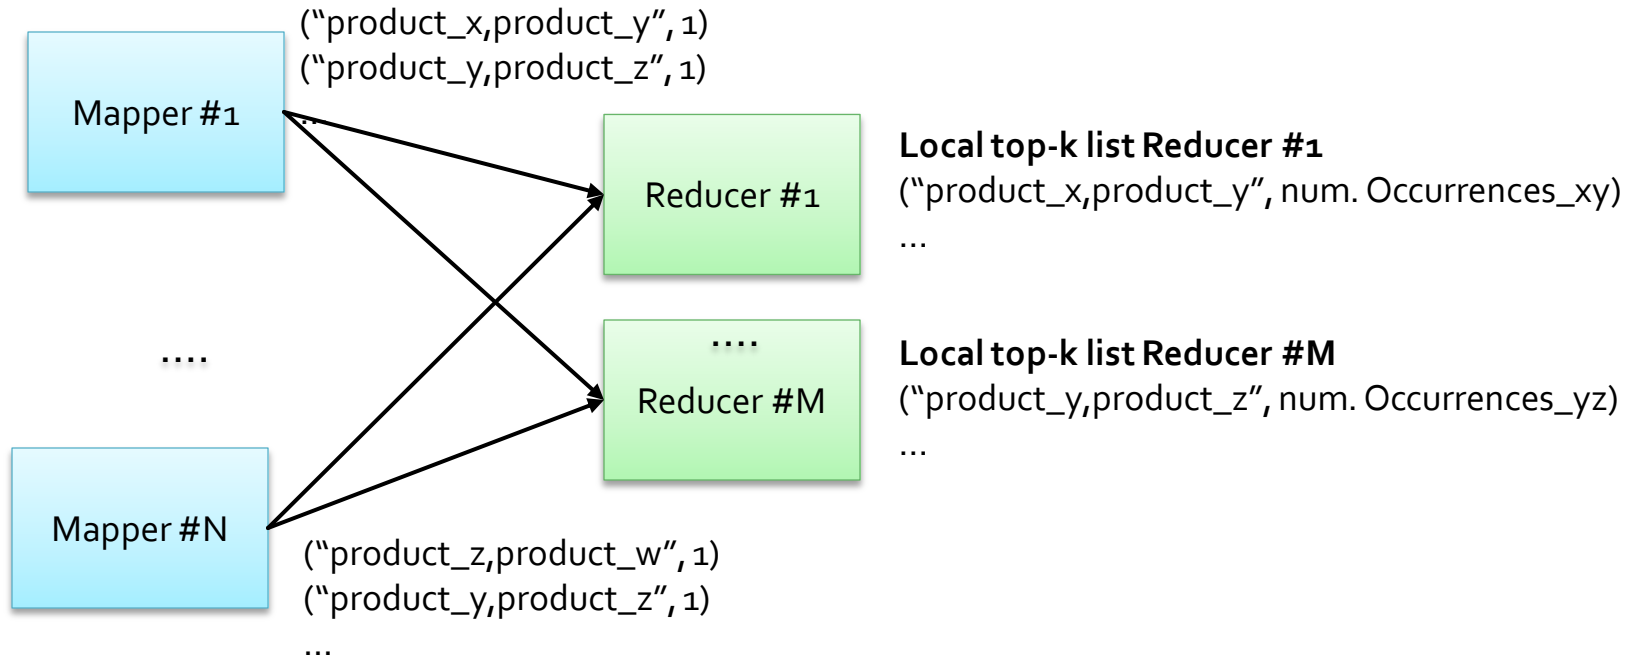 (“product_x,product_y”, 1)
(“product_y,product_z”, 1)
...
Mapper #1
Reducer #1
Local top-k list Reducer #1
(“product_x,product_y”, num. Occurrences_xy)
...
....
....
Reducer #M
Local top-k list Reducer #M
(“product_y,product_z”, num. Occurrences_yz)
...
Mapper #N
(“product_z,product_w”, 1)
(“product_y,product_z”, 1)
...